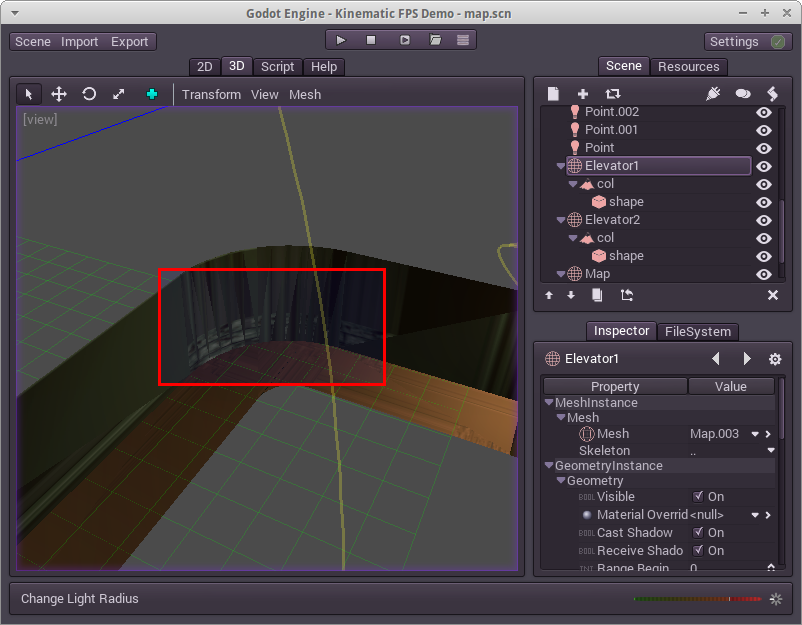 Godot Engine - Kinematic FPS Demo - map.scn
Scene Import Export
Settings
2D 3D Script Help
Scene Resources
Transform View Mesh
[view]
Point.002
Point.001
Point
Elevator1
col
shape
Elevator2
col
shape
Map
Inspector FileSystem
Elevator1
Property Value
MeshInstance
Mesh
Mesh Map.003
Skeleton ..
GeometryInstance
Geometry
BOOL Visible On
Material Overrid <null>
BOOL Cast Shadow On
BOOL Receive Shado On
INT Range Begin 0
Change Light Radius